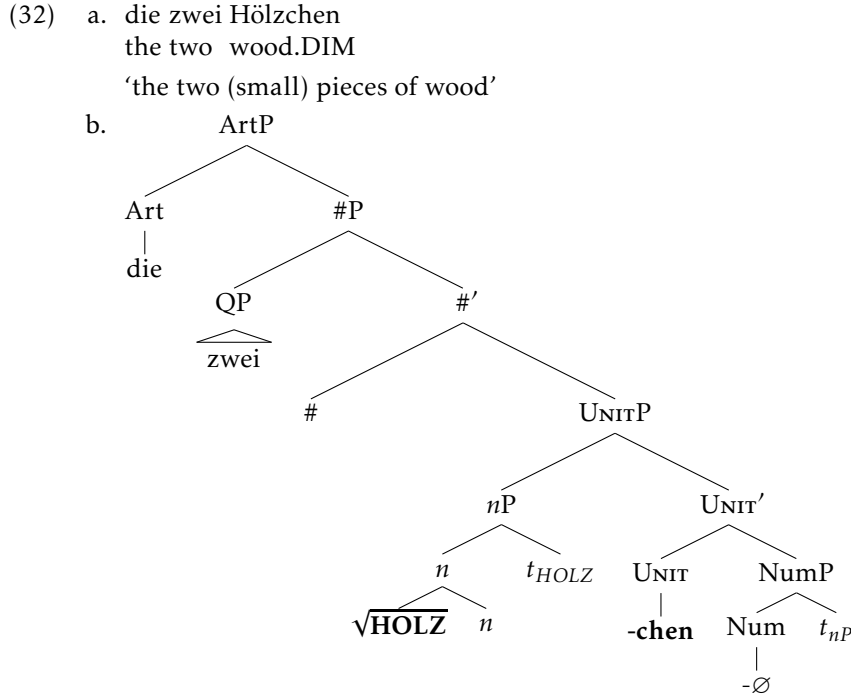 (32) a. die zwei Hölzchen
the two wood.DIM
‘the two (small) pieces of wood’
b. ArtP
Art #P
die
QP #′
zwei
# UNITP
nP UNIT′
n t_HOLZ UNIT NumP
√HOLZ n -chen Num t_nP
-∅